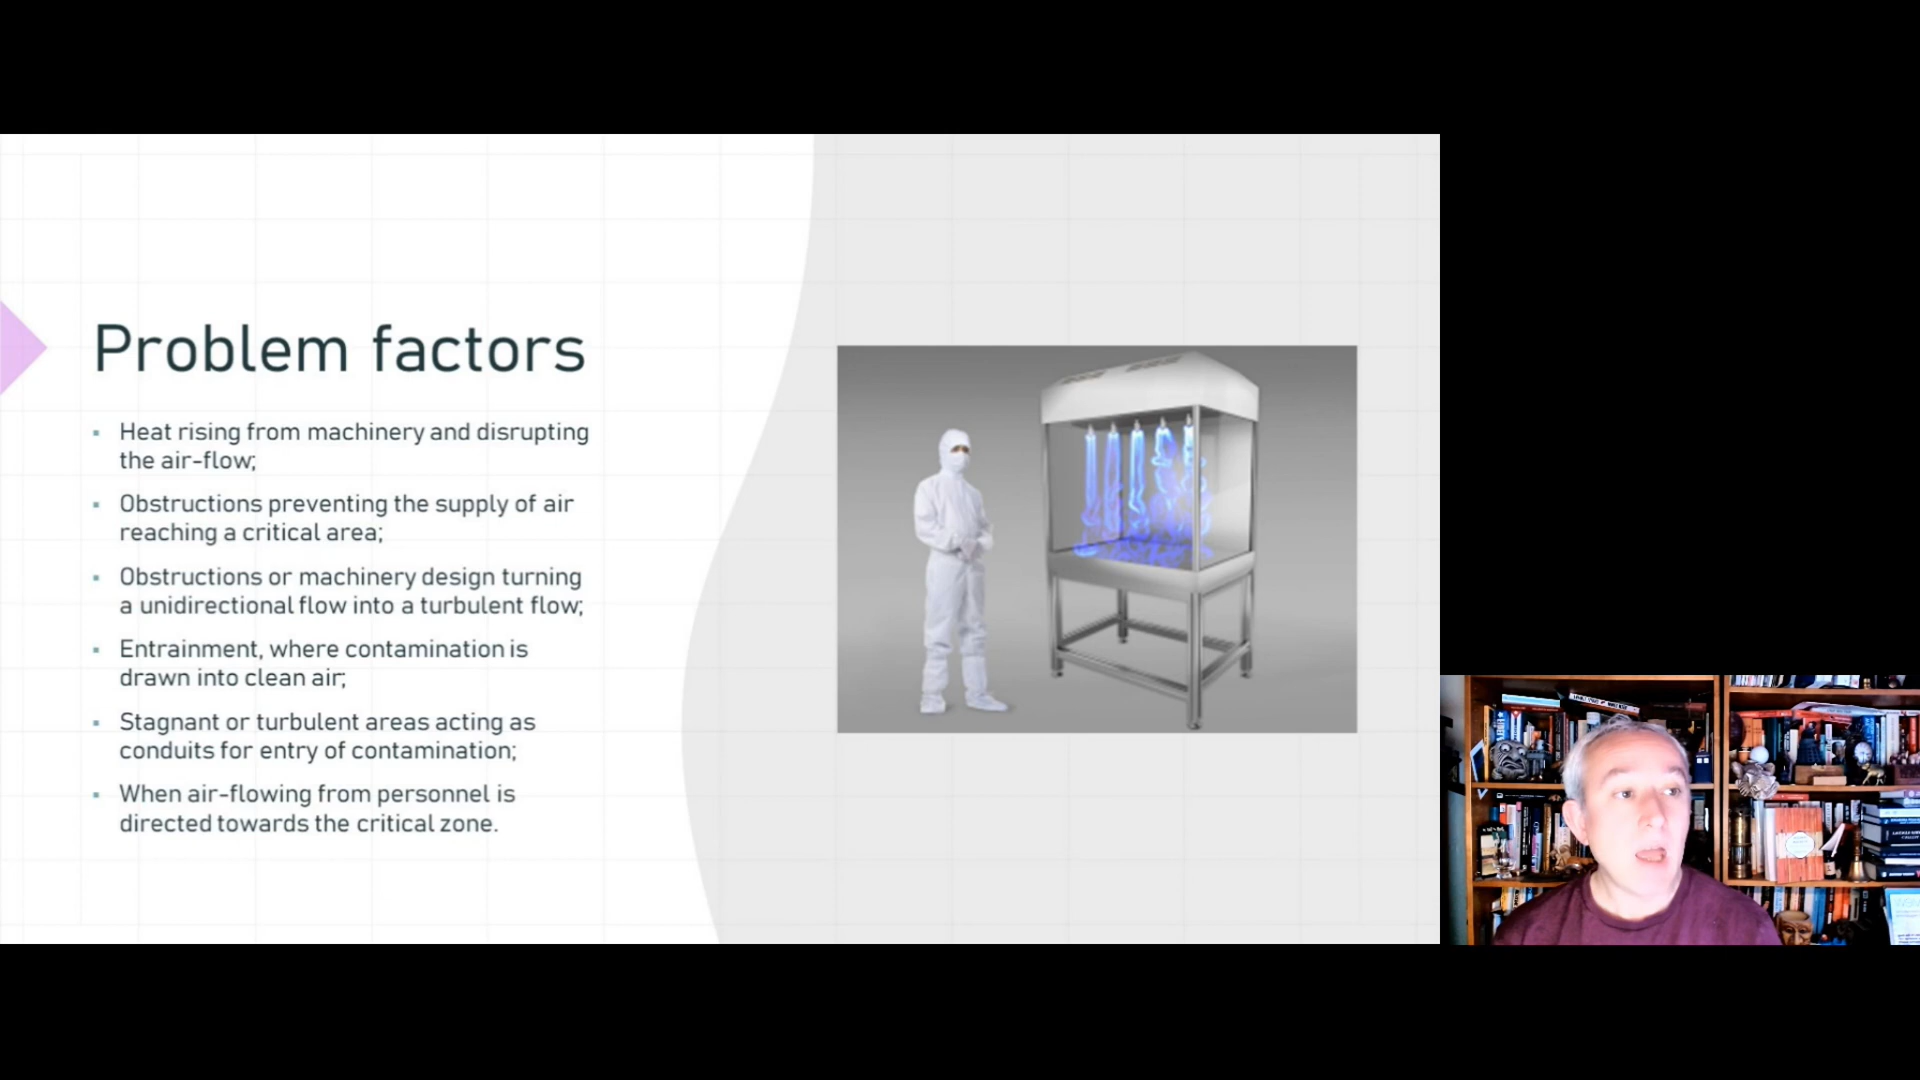 Problem factors
▪ Heat rising from machinery and disrupting
the air-flow;
▪ Obstructions preventing the supply of air
reaching a critical area;
▪ Obstructions or machinery design turning
a unidirectional flow into a turbulent flow;
▪ Entrainment, where contamination is
drawn into clean air;
▪ Stagnant or turbulent areas acting as
conduits for entry of contamination;
▪ When air-flowing from personnel is
directed towards the critical zone.